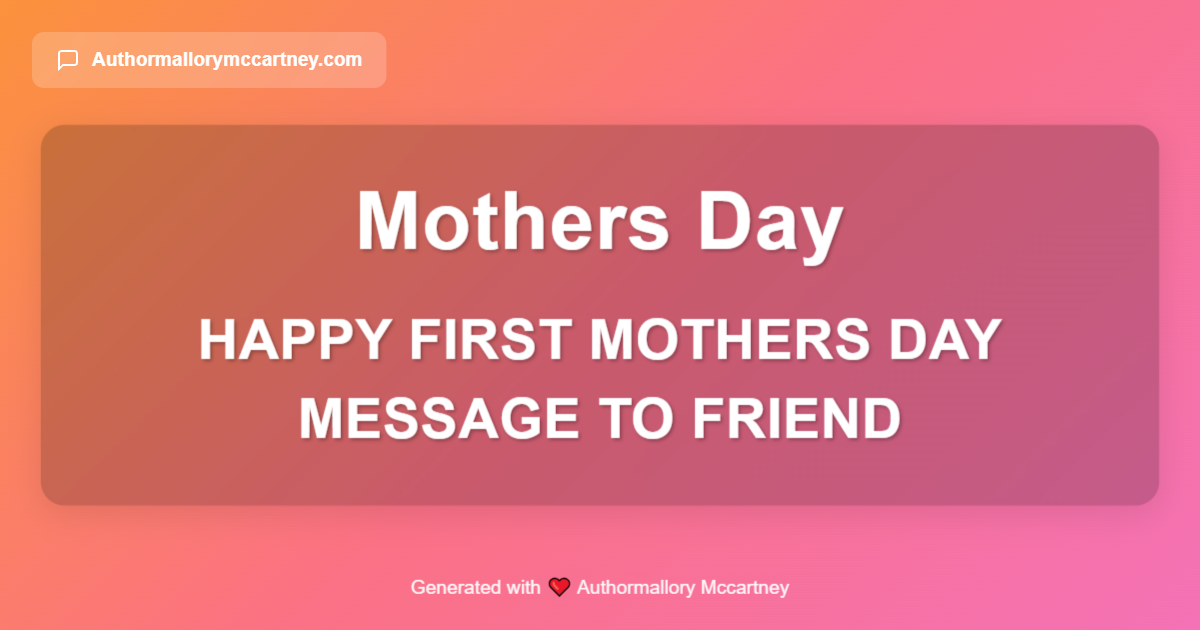 Authormallorymccartney.com
Mothers Day
HAPPY FIRST MOTHERS DAY
MESSAGE TO FRIEND
Generated with ❤️ Authormallory Mccartney